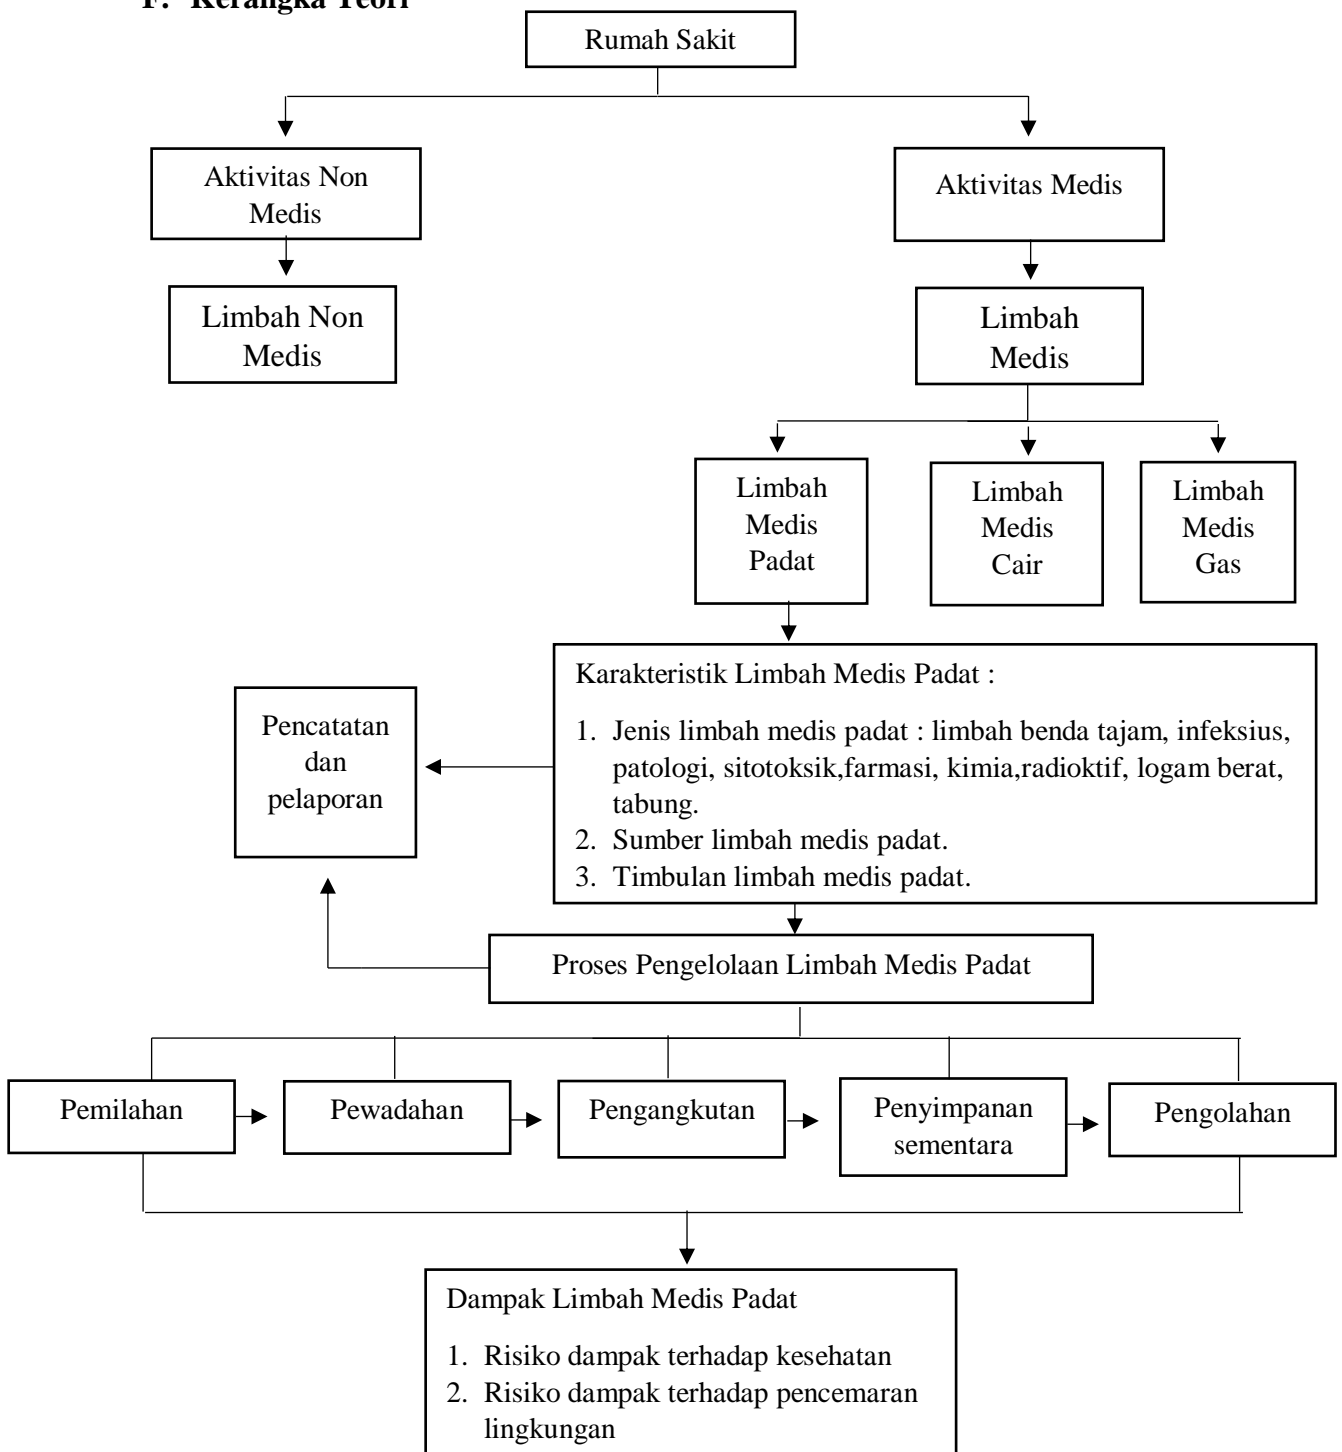 F. Kerangka Teori
Rumah Sakit
Aktivitas Non
Medis
Aktivitas Medis
Limbah Non
Medis
Limbah
Medis
Limbah
Medis
Padat
Limbah
Medis
Cair
Limbah
Medis
Gas
Karakteristik Limbah Medis Padat :
1. Jenis limbah medis padat : limbah benda tajam, infeksius,
patologi, sitotoksik,farmasi, kimia,radioktif, logam berat,
tabung.
2. Sumber limbah medis padat.
3. Timbulan limbah medis padat.
Pencatatan
dan
pelaporan
Proses Pengelolaan Limbah Medis Padat
Pemilahan
Pewadahan
Pengangkutan
Penyimpanan
sementara
Pengolahan
Dampak Limbah Medis Padat
1. Risiko dampak terhadap kesehatan
2. Risiko dampak terhadap pencemaran
lingkungan